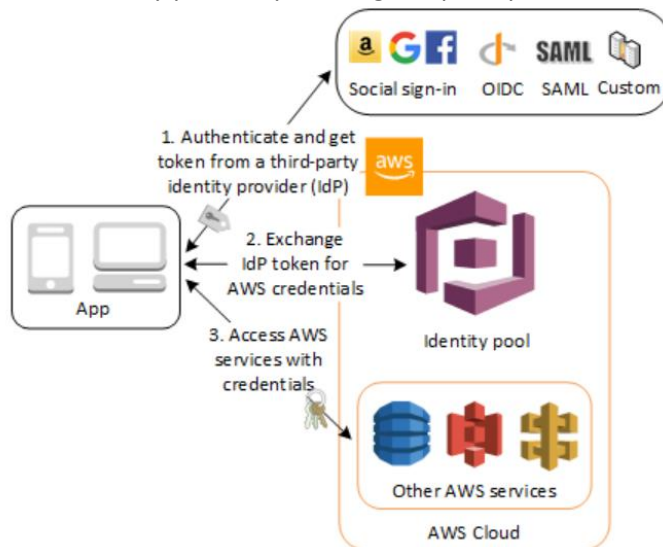 a
G
f
SAML
Social sign-in OIDC SAML Custom
1. Authenticate and get
token from a third-party
identity provider (IdP)
aws
2. Exchange
IdP token for
AWS credentials
App
Identity pool
3. Access AWS
services with
credentials
Other AWS services
AWS Cloud